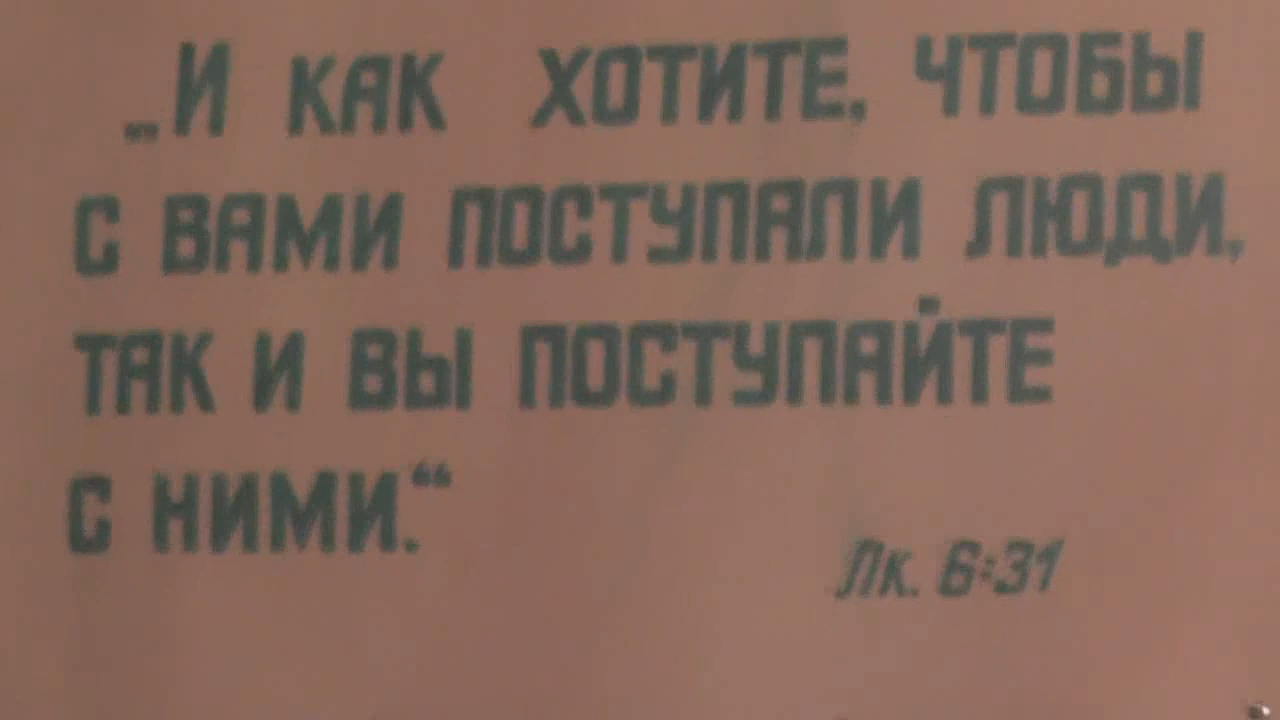 „И КАК ХОТИТЕ, ЧТОБЫ
С ВАМИ ПОСТУПАЛИ ЛЮДИ,
ТАК И ВЫ ПОСТУПАЙТЕ
С НИМИ.“
Лк. 6:31